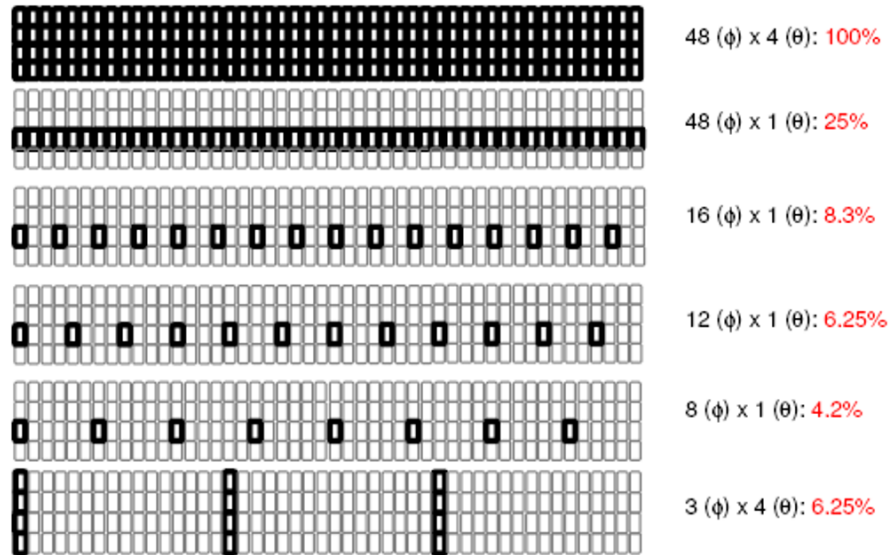 48 (ϕ) x 4 (θ): 100%
48 (ϕ) x 1 (θ): 25%
16 (ϕ) x 1 (θ): 8.3%
12 (ϕ) x 1 (θ): 6.25%
8 (ϕ) x 1 (θ): 4.2%
3 (ϕ) x 4 (θ): 6.25%